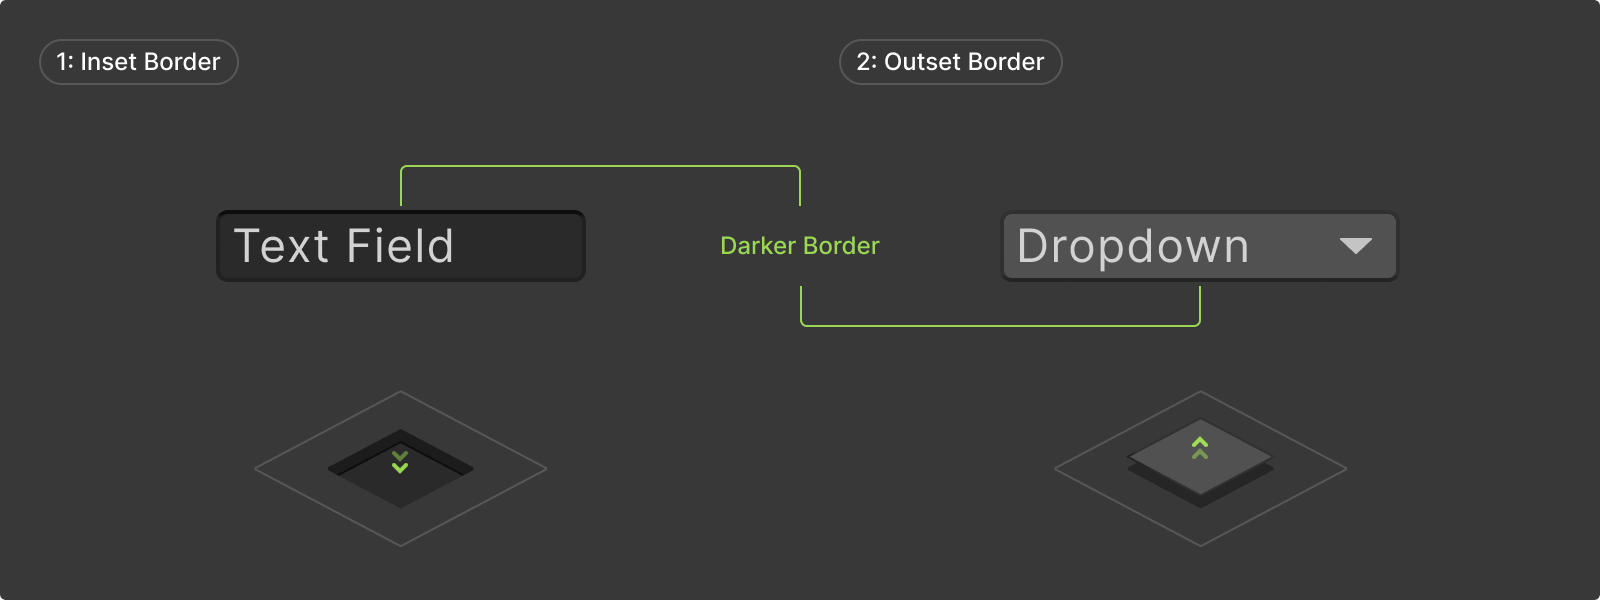 1: Inset Border
2: Outset Border
Text Field
Darker Border
Dropdown